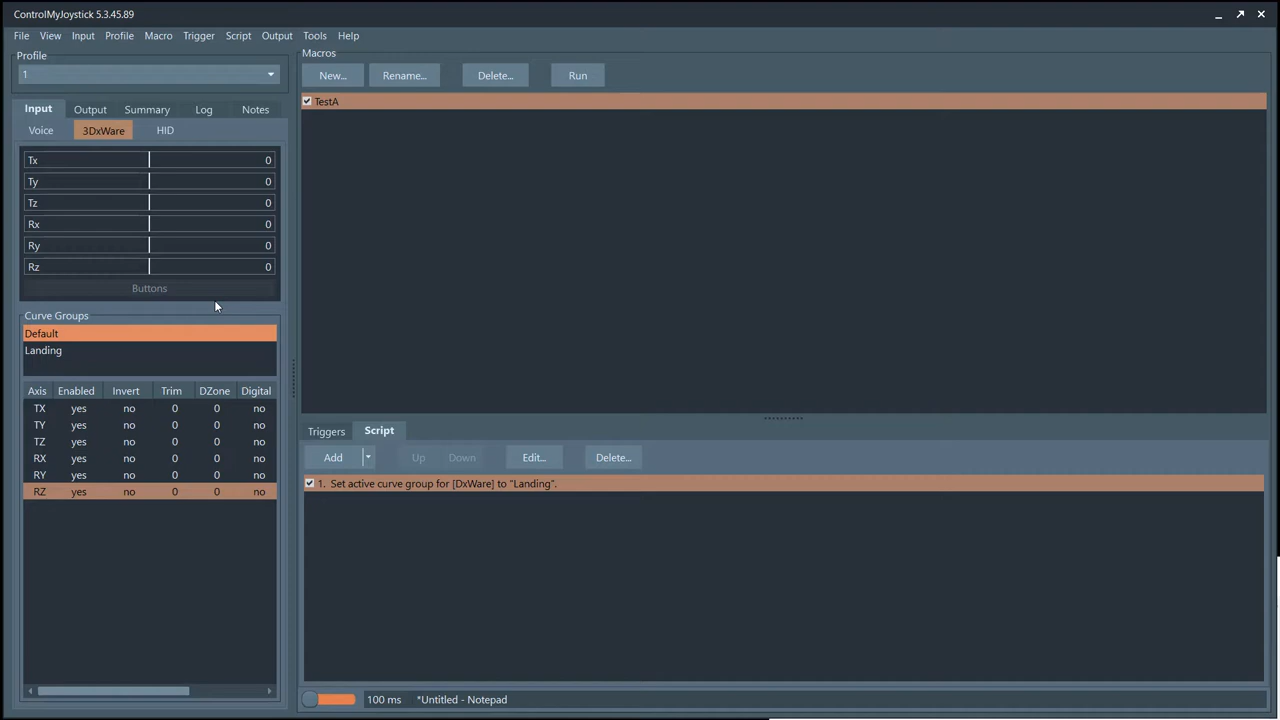 ControlMyJoystick 5.3.45.89
File View Input Profile Macro Trigger Script Output Tools Help
Profile
1
Input Output Summary Log Notes
Voice 3DxWare HID
Tx 0
Ty 0
Tz 0
Rx 0
Ry 0
Rz 0
Buttons
Curve Groups
Default
Landing
Axis Enabled Invert Trim DZone Digital
TX yes no 0 0 no
TY yes no 0 0 no
TZ yes no 0 0 no
RX yes no 0 0 no
RY yes no 0 0 no
RZ yes no 0 0 no
Macros
New... Rename... Delete... Run
TestA
Triggers Script
Add Up Down Edit... Delete...
1. Set active curve group for [DxWare] to "Landing".
100 ms *Untitled - Notepad